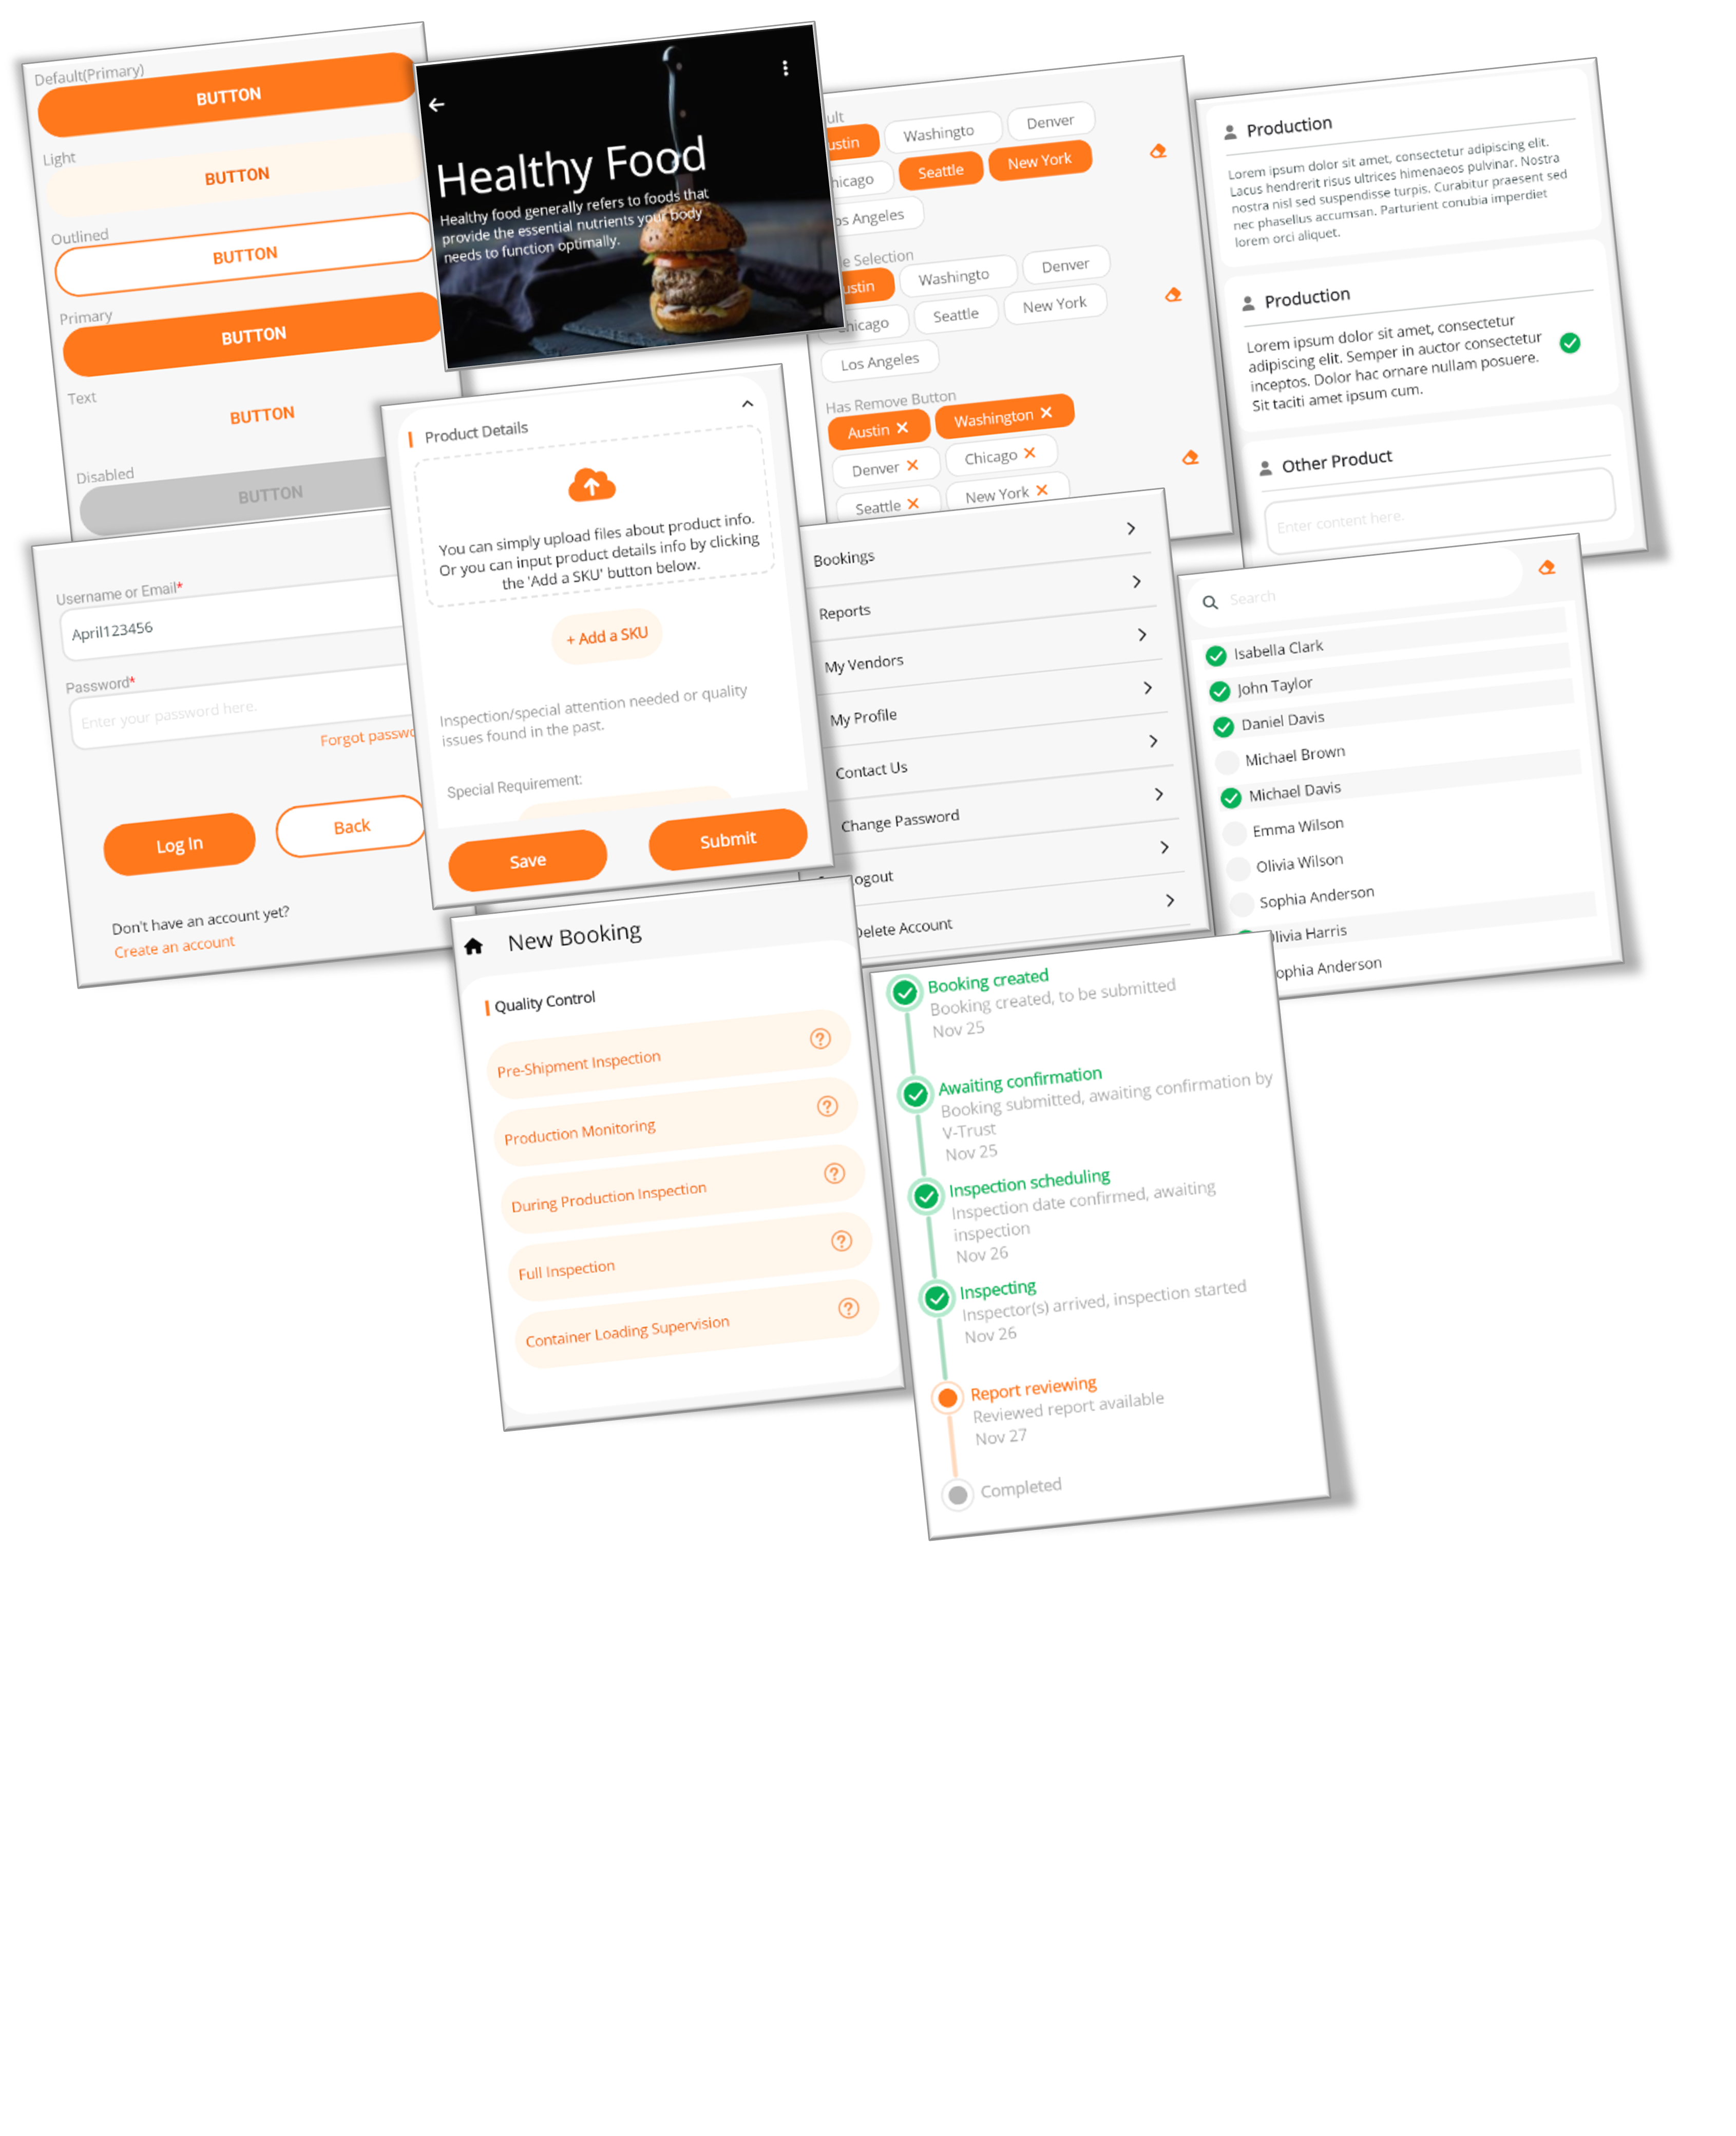 Default(Primary)
BUTTON
Light
BUTTON
Outlined
BUTTON
Primary
BUTTON
Text
BUTTON
Disabled
BUTTON
Healthy Food
Healthy food generally refers to foods that
provide the essential nutrients your body
needs to function optimally.
Washingto
Denver
Seattle
New York
os Angeles
Selection
Washingto
Denver
Seattle
New York
Los Angeles
Has Remove Button
Austin
Washington
Denver
Chicago
Seattle
New York
Production
Lorem ipsum dolor sit amet, consectetur adipiscing elit.
Lacus hendrerit risus ultrices himenaeos pulvinar. Nostra
nostra nisl sed suspendisse turpis. Curabitur praesent sed
nec phasellus accumsan. Parturient conubia imperdiet
lorem orci aliquet.
Production
Lorem ipsum dolor sit amet, consectetur
adipiscing elit. Semper in auctor consectetur
inceptos. Dolor hac ornare nullam posuere.
Sit taciti amet ipsum cum.
Other Product
Enter content here.
Username or Email*
April123456
Password*
Enter your password here.
Forgot passwo
Log In
Back
Don't have an account yet?
Create an account
Product Details
You can simply upload files about product info.
Or you can input product details info by clicking
the 'Add a SKU' button below.
+ Add a SKU
Inspection/special attention needed or quality
issues found in the past.
Special Requirement:
Save
Submit
Bookings
Reports
My Vendors
My Profile
Contact Us
Change Password
ogout
Delete Account
Search
Isabella Clark
John Taylor
Daniel Davis
Michael Brown
Michael Davis
Emma Wilson
Olivia Wilson
Sophia Anderson
livia Harris
ophia Anderson
New Booking
Quality Control
Pre-Shipment Inspection
Production Monitoring
During Production Inspection
Full Inspection
Container Loading Supervision
Booking created
Booking created, to be submitted
Nov 25
Awaiting confirmation
Booking submitted, awaiting confirmation by
V-Trust
Nov 25
Inspection scheduling
Inspection date confirmed, awaiting
inspection
Nov 26
Inspecting
Inspector(s) arrived, inspection started
Nov 26
Report reviewing
Reviewed report available
Nov 27
Completed